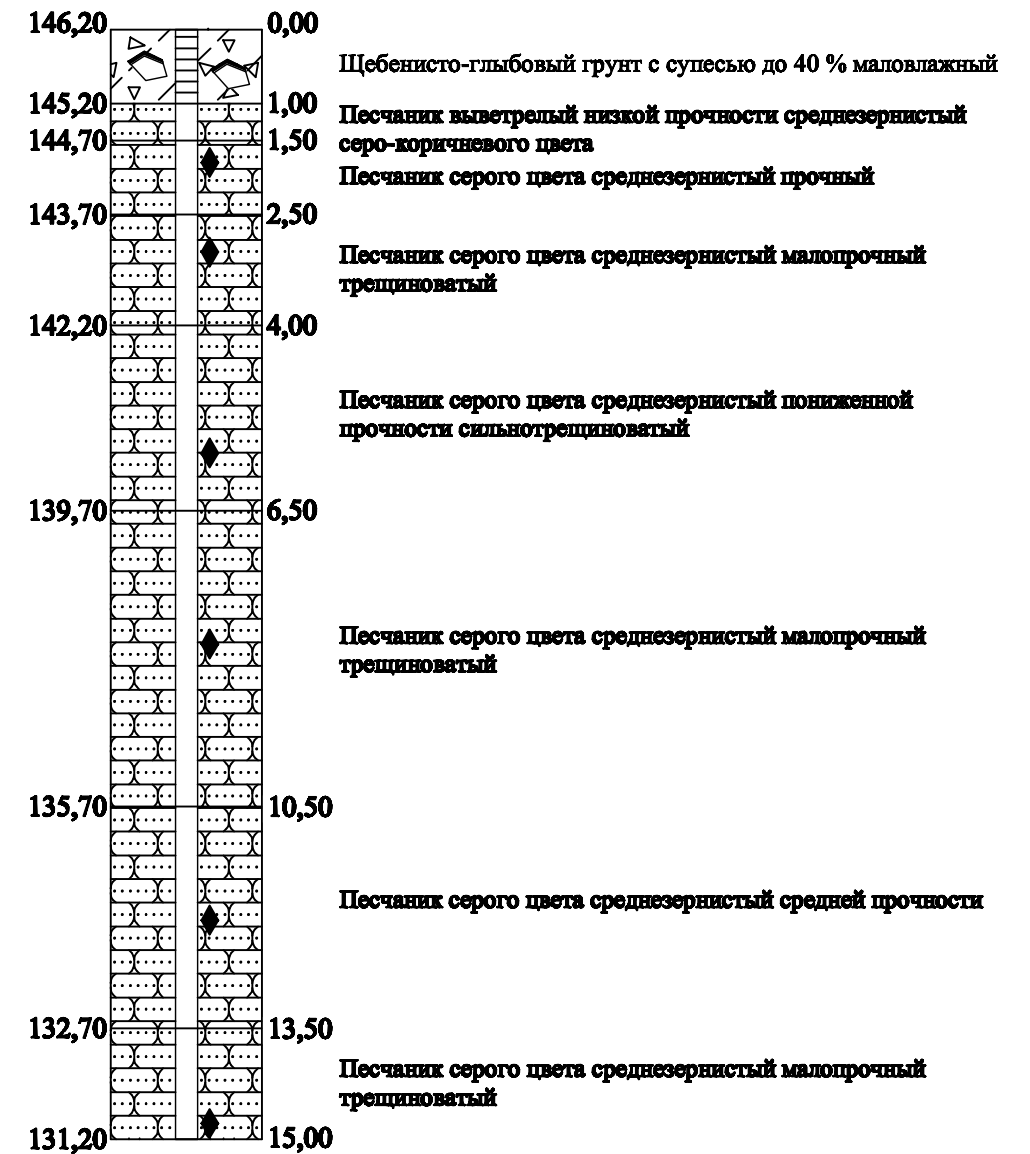 146,20 0,00
Щебенисто-глыбовый грунт с супесью до 40 % маловлажный
145,20 1,00
Песчаник выветрелый низкой прочности среднезернистый
144,70 1,50
серо-коричневого цвета
Песчаник серого цвета среднезернистый прочный
143,70 2,50
Песчаник серого цвета среднезернистый малопрочный
трещиноватый
142,20 4,00
Песчаник серого цвета среднезернистый пониженной
прочности сильнотрещиноватый
139,70 6,50
Песчаник серого цвета среднезернистый малопрочный
трещиноватый
135,70 10,50
Песчаник серого цвета среднезернистый средней прочности
132,70 13,50
Песчаник серого цвета среднезернистый малопрочный
трещиноватый
131,20 15,00